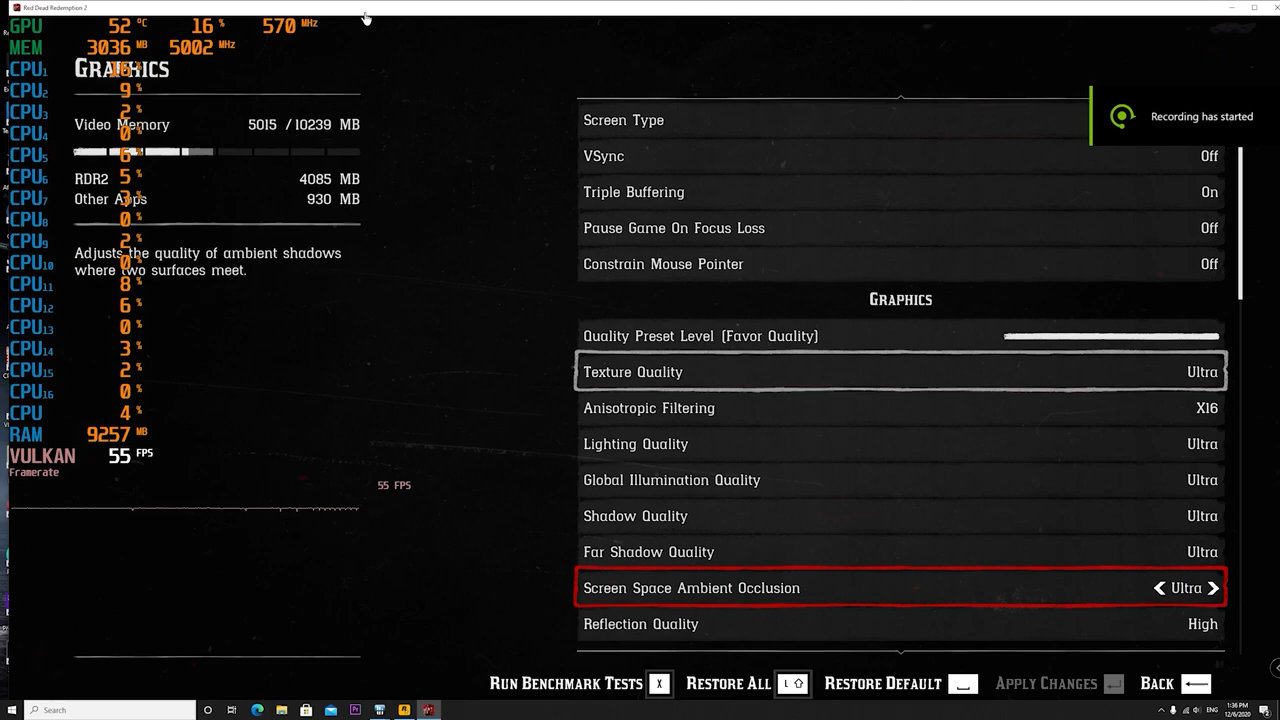 Red Dead Redemption 2
GPU 52 °C 16 % 570 MHz
MEM 3036 MB 5002 MHz
GRAPHICS
CPU1 %
CPU2 9 %
CPU3 2 %
CPU4 0 %
CPU5 6 %
CPU6 5 %
CPU7 3 %
CPU8 0 %
CPU9 2 %
CPU10 0 %
CPU11 8 %
CPU12 6 %
CPU13 0 %
CPU14 3 %
CPU15 2 %
CPU16 0 %
CPU 4 %
RAM 9257 MB
VULKAN 55 FPS
Framerate
55 FPS
Video Memory 5015 / 10239 MB
RDR2 4085 MB
Other Apps 930 MB
Adjusts the quality of ambient shadows
where two surfaces meet.
Recording has started
Screen Type
VSync Off
Triple Buffering On
Pause Game On Focus Loss Off
Constrain Mouse Pointer Off
GRAPHICS
Quality Preset Level (Favor Quality)
Texture Quality Ultra
Anisotropic Filtering X16
Lighting Quality Ultra
Global Illumination Quality Ultra
Shadow Quality Ultra
Far Shadow Quality Ultra
Screen Space Ambient Occlusion Ultra
Reflection Quality High
RUN BENCHMARK TESTS X RESTORE ALL L RESTORE DEFAULT APPLY CHANGES BACK
Search
1:36 PM
12/6/2020